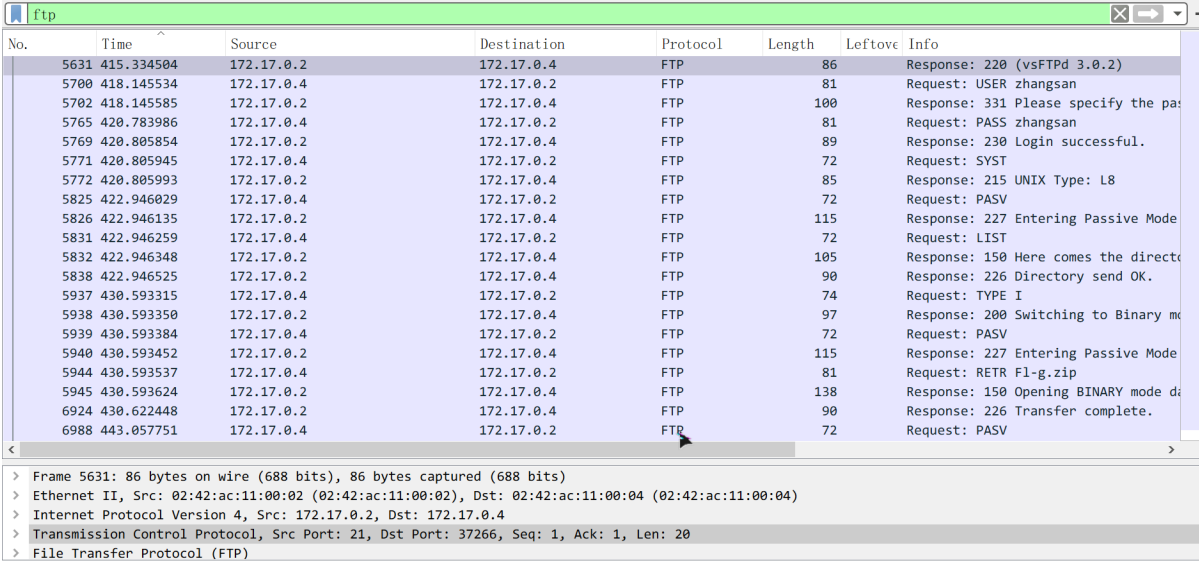 ftp
No. Time Source Destination Protocol Length Leftove Info
5631 415.334504 172.17.0.2 172.17.0.4 FTP 86 Response: 220 (vsFTPd 3.0.2)
5700 418.145534 172.17.0.4 172.17.0.2 FTP 81 Request: USER zhangsan
5702 418.145585 172.17.0.2 172.17.0.4 FTP 100 Response: 331 Please specify the pas
5765 420.783986 172.17.0.4 172.17.0.2 FTP 81 Request: PASS zhangsan
5769 420.805854 172.17.0.2 172.17.0.4 FTP 89 Response: 230 Login successful.
5771 420.805945 172.17.0.4 172.17.0.2 FTP 72 Request: SYST
5772 420.805993 172.17.0.2 172.17.0.4 FTP 85 Response: 215 UNIX Type: L8
5825 422.946029 172.17.0.4 172.17.0.2 FTP 72 Request: PASV
5826 422.946135 172.17.0.2 172.17.0.4 FTP 115 Response: 227 Entering Passive Mode
5831 422.946259 172.17.0.4 172.17.0.2 FTP 72 Request: LIST
5832 422.946348 172.17.0.2 172.17.0.4 FTP 105 Response: 150 Here comes the directo
5838 422.946525 172.17.0.2 172.17.0.4 FTP 90 Response: 226 Directory send OK.
5937 430.593315 172.17.0.4 172.17.0.2 FTP 74 Request: TYPE I
5938 430.593350 172.17.0.2 172.17.0.4 FTP 97 Response: 200 Switching to Binary mo
5939 430.593384 172.17.0.4 172.17.0.2 FTP 72 Request: PASV
5940 430.593452 172.17.0.2 172.17.0.4 FTP 115 Response: 227 Entering Passive Mode
5944 430.593537 172.17.0.4 172.17.0.2 FTP 81 Request: RETR Fl-g.zip
5945 430.593624 172.17.0.2 172.17.0.4 FTP 138 Response: 150 Opening BINARY mode da
6924 430.622448 172.17.0.2 172.17.0.4 FTP 90 Response: 226 Transfer complete.
6988 443.057751 172.17.0.4 172.17.0.2 FTP 72 Request: PASV
Frame 5631: 86 bytes on wire (688 bits), 86 bytes captured (688 bits)
Ethernet II, Src: 02:42:ac:11:00:02 (02:42:ac:11:00:02), Dst: 02:42:ac:11:00:04 (02:42:ac:11:00:04)
Internet Protocol Version 4, Src: 172.17.0.2, Dst: 172.17.0.4
Transmission Control Protocol, Src Port: 21, Dst Port: 37266, Seq: 1, Ack: 1, Len: 20
File Transfer Protocol (FTP)